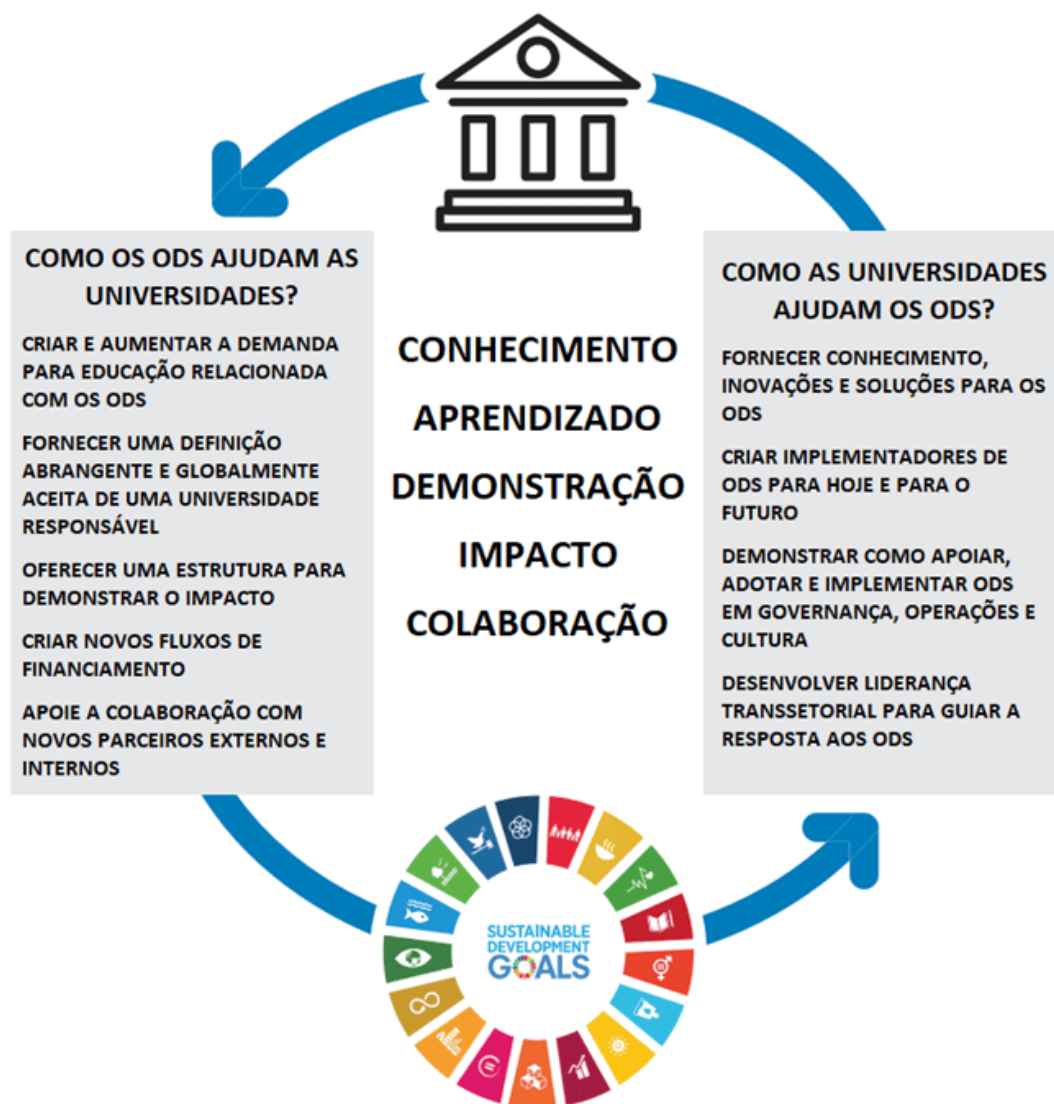 COMO OS ODS AJUDAM AS
UNIVERSIDADES?
CRIAR E AUMENTAR A DEMANDA
PARA EDUCAÇÃO RELACIONADA
COM OS ODS
FORNECER UMA DEFINIÇÃO
ABRANGENTE E GLOBALMENTE
ACEITA DE UMA UNIVERSIDADE
RESPONSÁVEL
OFERECER UMA ESTRUTURA PARA
DEMONSTRAR O IMPACTO
CRIAR NOVOS FLUXOS DE
FINANCIAMENTO
APOIE A COLABORAÇÃO COM
NOVOS PARCEIROS EXTERNOS E
INTERNOS
CONHECIMENTO
APRENDIZADO
DEMONSTRAÇÃO
IMPACTO
COLABORAÇÃO
COMO AS UNIVERSIDADES
AJUDAM OS ODS?
FORNECER CONHECIMENTO,
INOVAÇÕES E SOLUÇÕES PARA OS
ODS
CRIAR IMPLEMENTADORES DE
ODS PARA HOJE E PARA O
FUTURO
DEMONSTRAR COMO APOIAR,
ADOTAR E IMPLEMENTAR ODS
EM GOVERNANÇA, OPERAÇÕES E
CULTURA
DESENVOLVER LIDERANÇA
TRANSSETORIAL PARA GUIAR A
RESPOSTA AOS ODS
SUSTAINABLE
DEVELOPMENT
GOALS